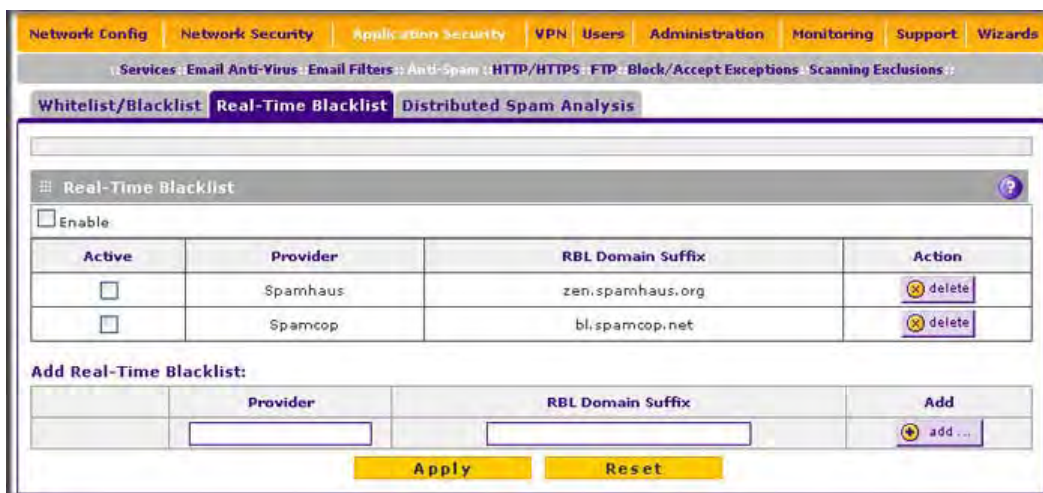 Network Config Network Security Application Security VPN Users Administration Monitoring Support Wizards
:: Services :: Email Anti-Virus :: Email Filters :: Anti-Spam :: HTTP/HTTPS :: FTP :: Block/Accept Exceptions :: Scanning Exclusions ::
Whitelist/Blacklist Real-Time Blacklist Distributed Spam Analysis
Real-Time Blacklist ?
Enable
Active Provider RBL Domain Suffix Action
Spamhaus zen.spamhaus.org delete
Spamcop bl.spamcop.net delete
Add Real-Time Blacklist:
Provider RBL Domain Suffix Add
add ...
Apply Reset